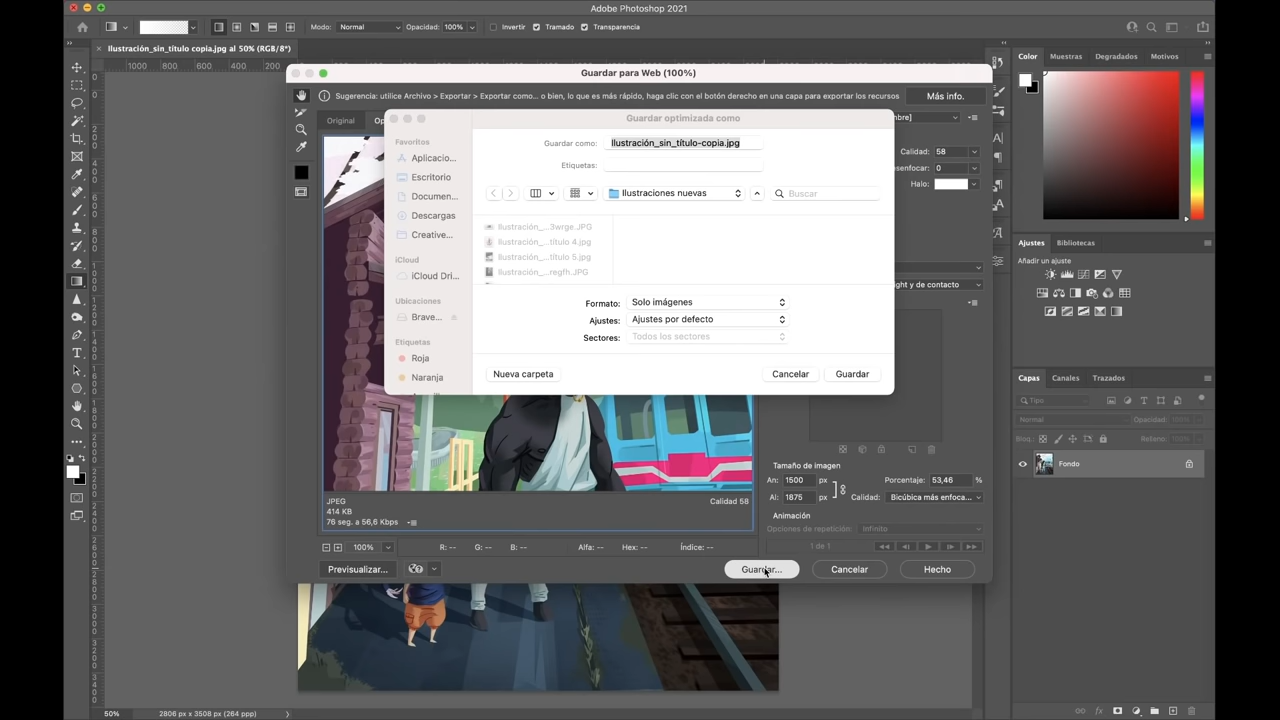 Adobe Photoshop 2021
Modo: Normal Opacidad: 100% Invertir Tramado Transparencia
Ilustración_sin_título copia.jpg al 50% (RGB/8*)
1000 800 600 400 200
Guardar para Web (100%)
Sugerencia: utilice Archivo > Exportar > Exportar como... o bien, lo que es más rápido, haga clic con el botón derecho en una capa para exportar los recursos
Más info.
Original
Guardar optimizada como
Guardar como: Ilustración_sin_título-copia.jpg
Etiquetas:
Ilustraciones nuevas
Buscar
Favoritos
Aplicacio...
Escritorio
Documen...
Descargas
Creative...
iCloud
iCloud Dri...
Ubicaciones
Brave...
Etiquetas
Roja
Naranja
Ilustración_...3wrge.JPG
Ilustración_...título 4.jpg
Ilustración_...título 5.jpg
Ilustración_...regfh.JPG
Formato: Solo imágenes
Ajustes: Ajustes por defecto
Sectores: Todos los sectores
Nueva carpeta Cancelar Guardar
Calidad: 58
0
Halo:
JPEG
414 KB
76 seg. a 56,6 Kbps
Calidad 58
Tamaño de imagen
An: 1500 px Porcentaje: 53,46 %
Al: 1875 px Calidad: Bicúbica más enfoca...
Animación
Opciones de repetición: Infinito
1 de 1
100% R: -- G: -- B: -- Alfa: -- Hex: -- Índice: --
Previsualizar... Guardar... Cancelar Hecho
Color Muestras Degradados Motivos
Ajustes Bibliotecas
Añadir un ajuste
Capas Canales Trazados
Tipo
Normal Opacidad: 100%
Bloq.: Relleno: 100%
Fondo
50% 2806 px x 3508 px (264 ppp)